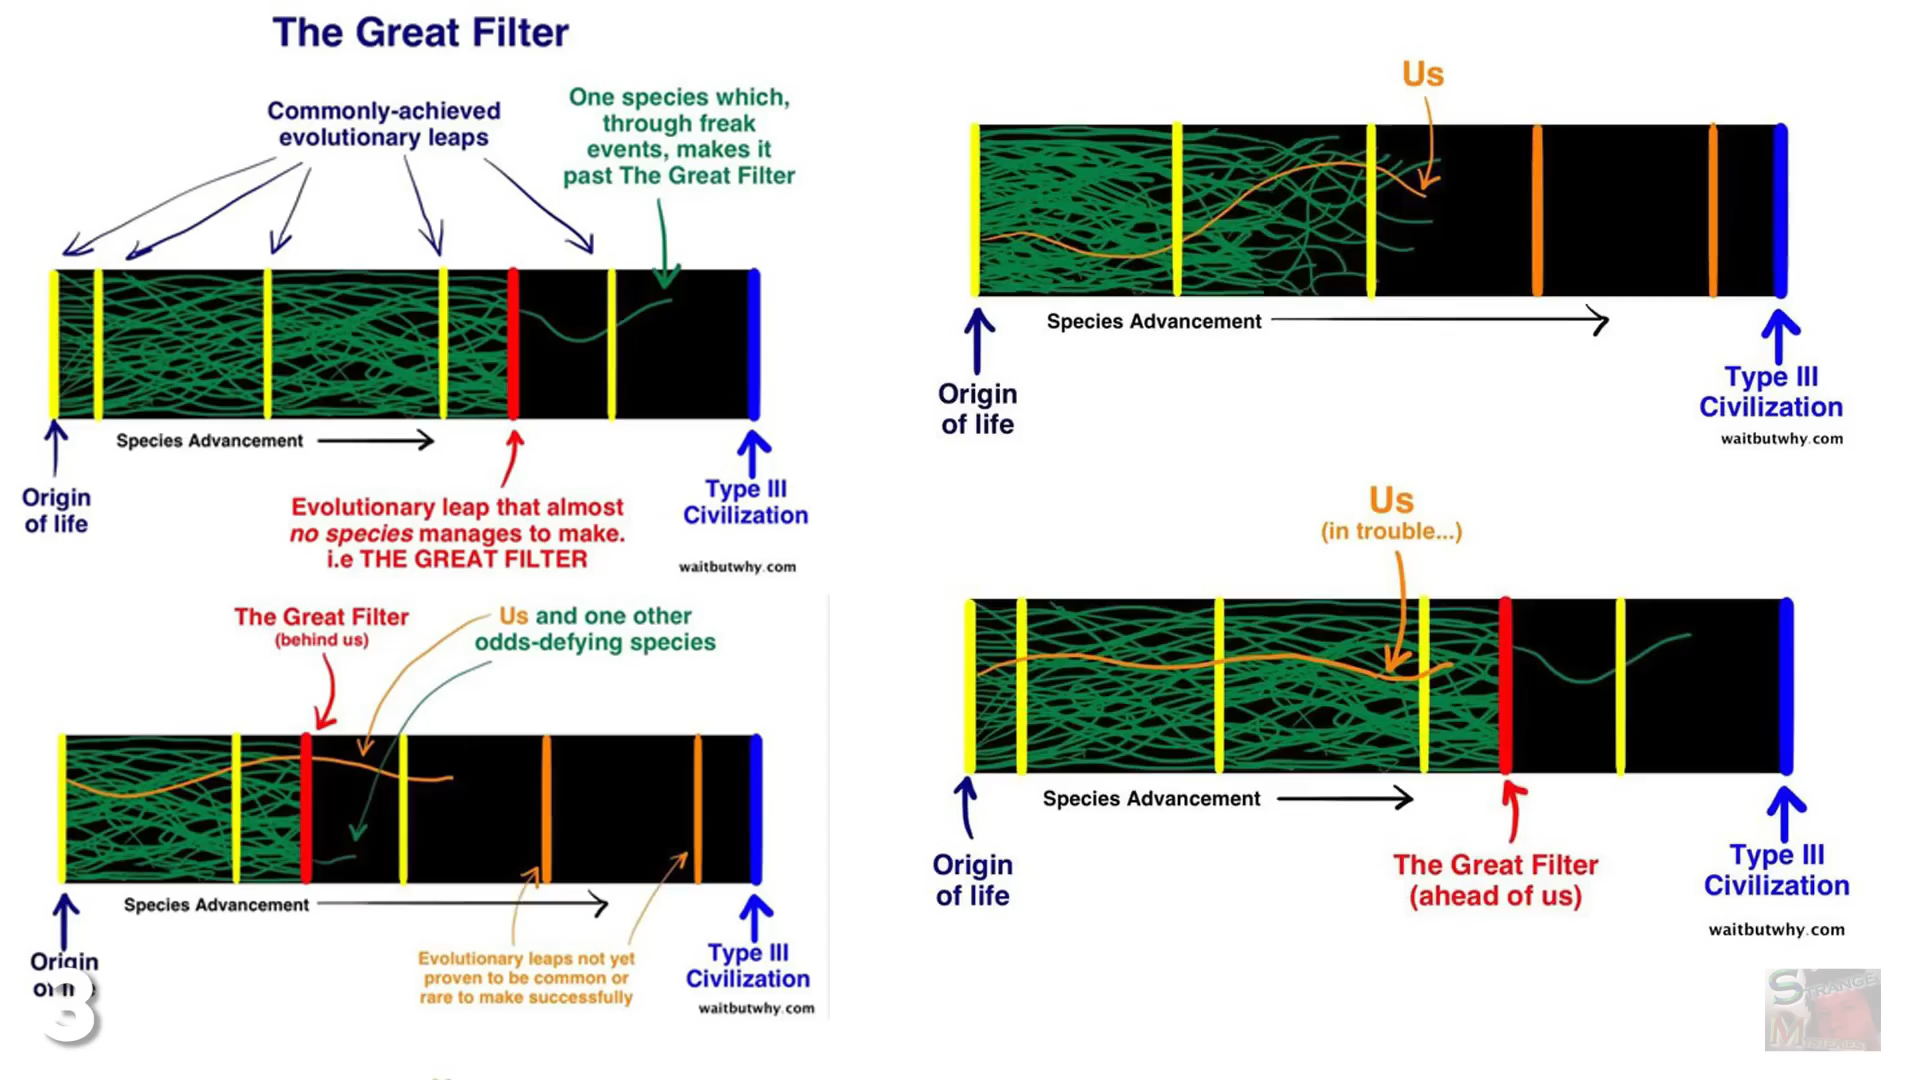 The Great Filter
Commonly-achieved
evolutionary leaps
One species which,
through freak
events, makes it
past The Great Filter
Species Advancement
Origin
of life
Evolutionary leap that almost
no species manages to make.
i.e THE GREAT FILTER
Type III
Civilization
waitbutwhy.com
Us
Species Advancement
Origin
of life
Type III
Civilization
waitbutwhy.com
The Great Filter
(behind us)
Us and one other
odds-defying species
Species Advancement
Origin
Evolutionary leaps not yet
proven to be common or
rare to make successfully
Type III
Civilization
waitbutwhy.com
3
Us
(in trouble...)
Species Advancement
Origin
of life
The Great Filter
(ahead of us)
Type III
Civilization
waitbutwhy.com
STRANGE
MYSTERIES